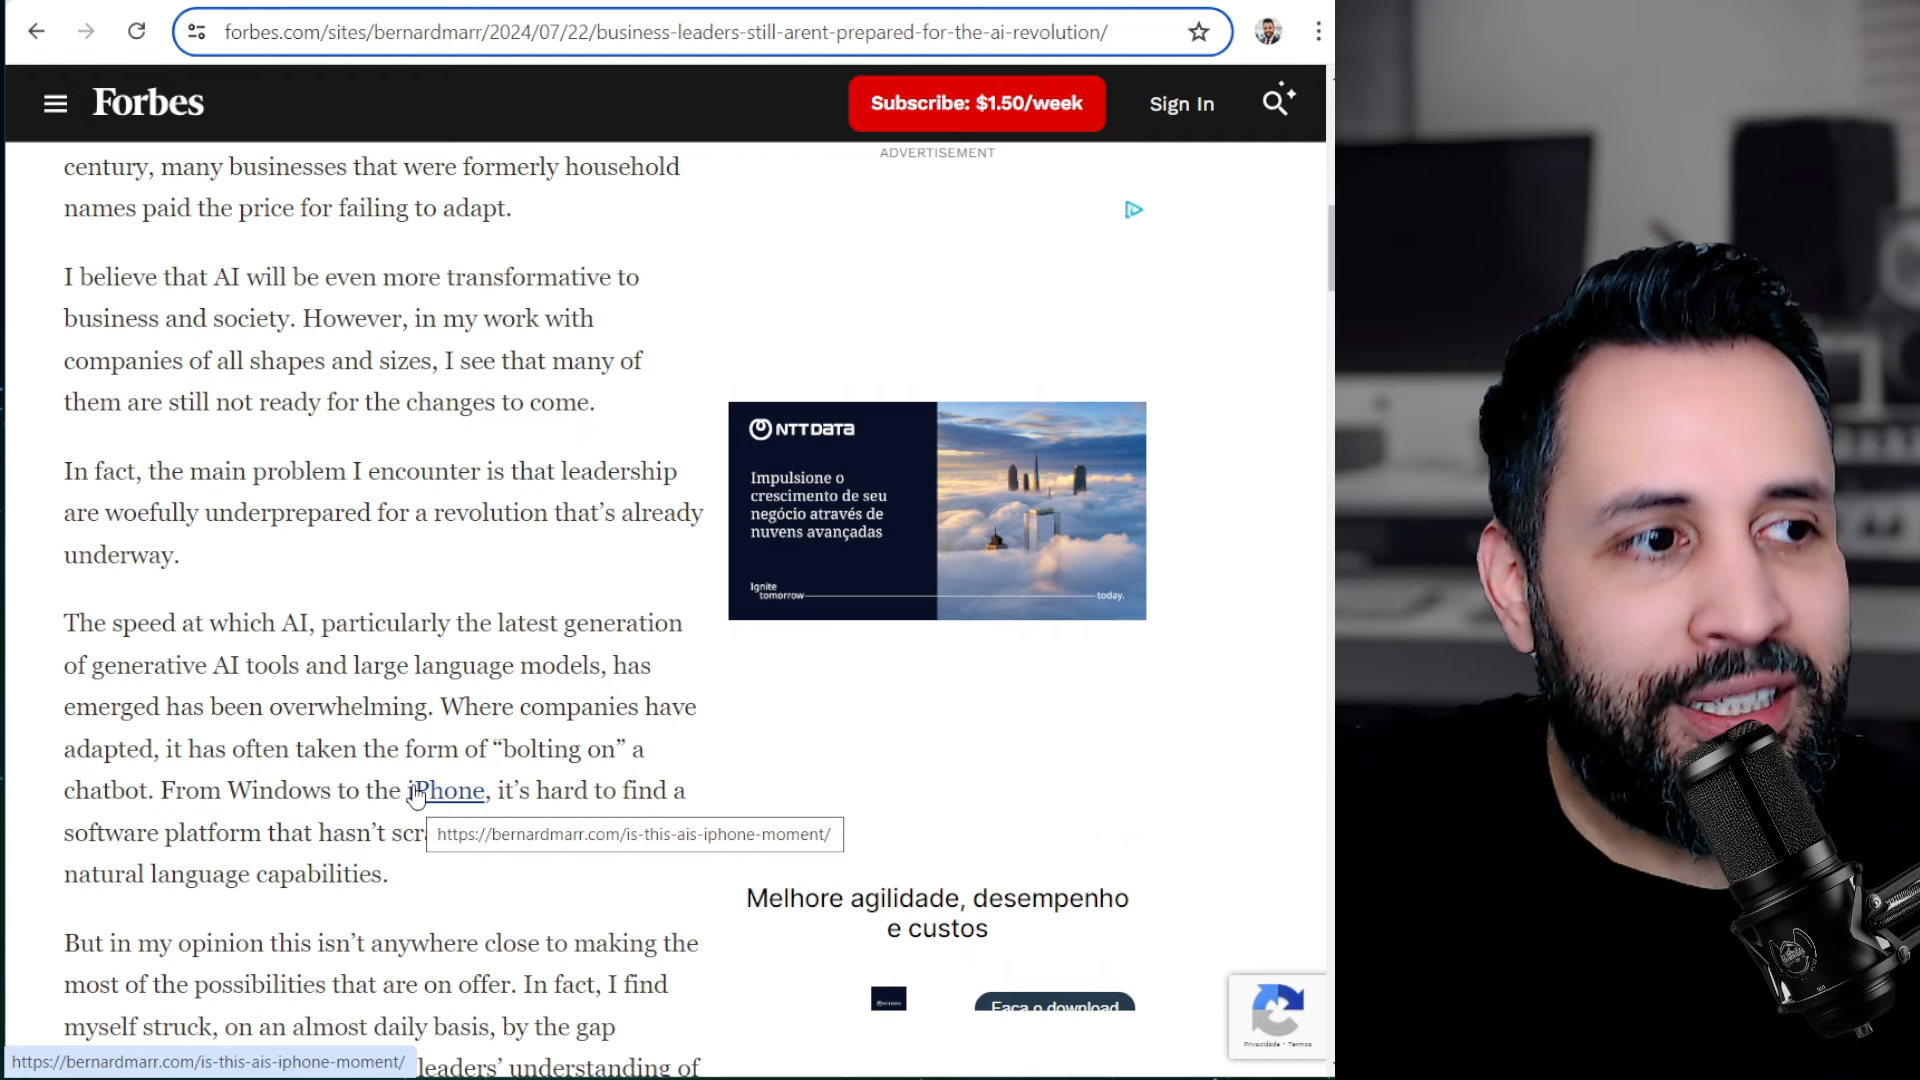 forbes.com/sites/bernardmarr/2024/07/22/business-leaders-still-arent-prepared-for-the-ai-revolution/
Forbes
Subscribe: $1.50/week
Sign In
century, many businesses that were formerly household
names paid the price for failing to adapt.
I believe that AI will be even more transformative to
business and society. However, in my work with
companies of all shapes and sizes, I see that many of
them are still not ready for the changes to come.
In fact, the main problem I encounter is that leadership
are woefully underprepared for a revolution that’s already
underway.
The speed at which AI, particularly the latest generation
of generative AI tools and large language models, has
emerged has been overwhelming. Where companies have
adapted, it has often taken the form of “bolting on” a
chatbot. From Windows to the iPhone, it’s hard to find a
software platform that hasn’t scr
https://bernardmarr.com/is-this-ais-iphone-moment/
natural language capabilities.
But in my opinion this isn’t anywhere close to making the
most of the possibilities that are on offer. In fact, I find
myself struck, on an almost daily basis, by the gap
leaders’ understanding of
https://bernardmarr.com/is-this-ais-iphone-moment/
ADVERTISEMENT
NTT DATA
Impulsione o
crescimento de seu
negócio através de
nuvens avançadas
Ignite
tomorrow
today.
Melhore agilidade, desempenho
e custos
Faça o download
Privacidade - Termos